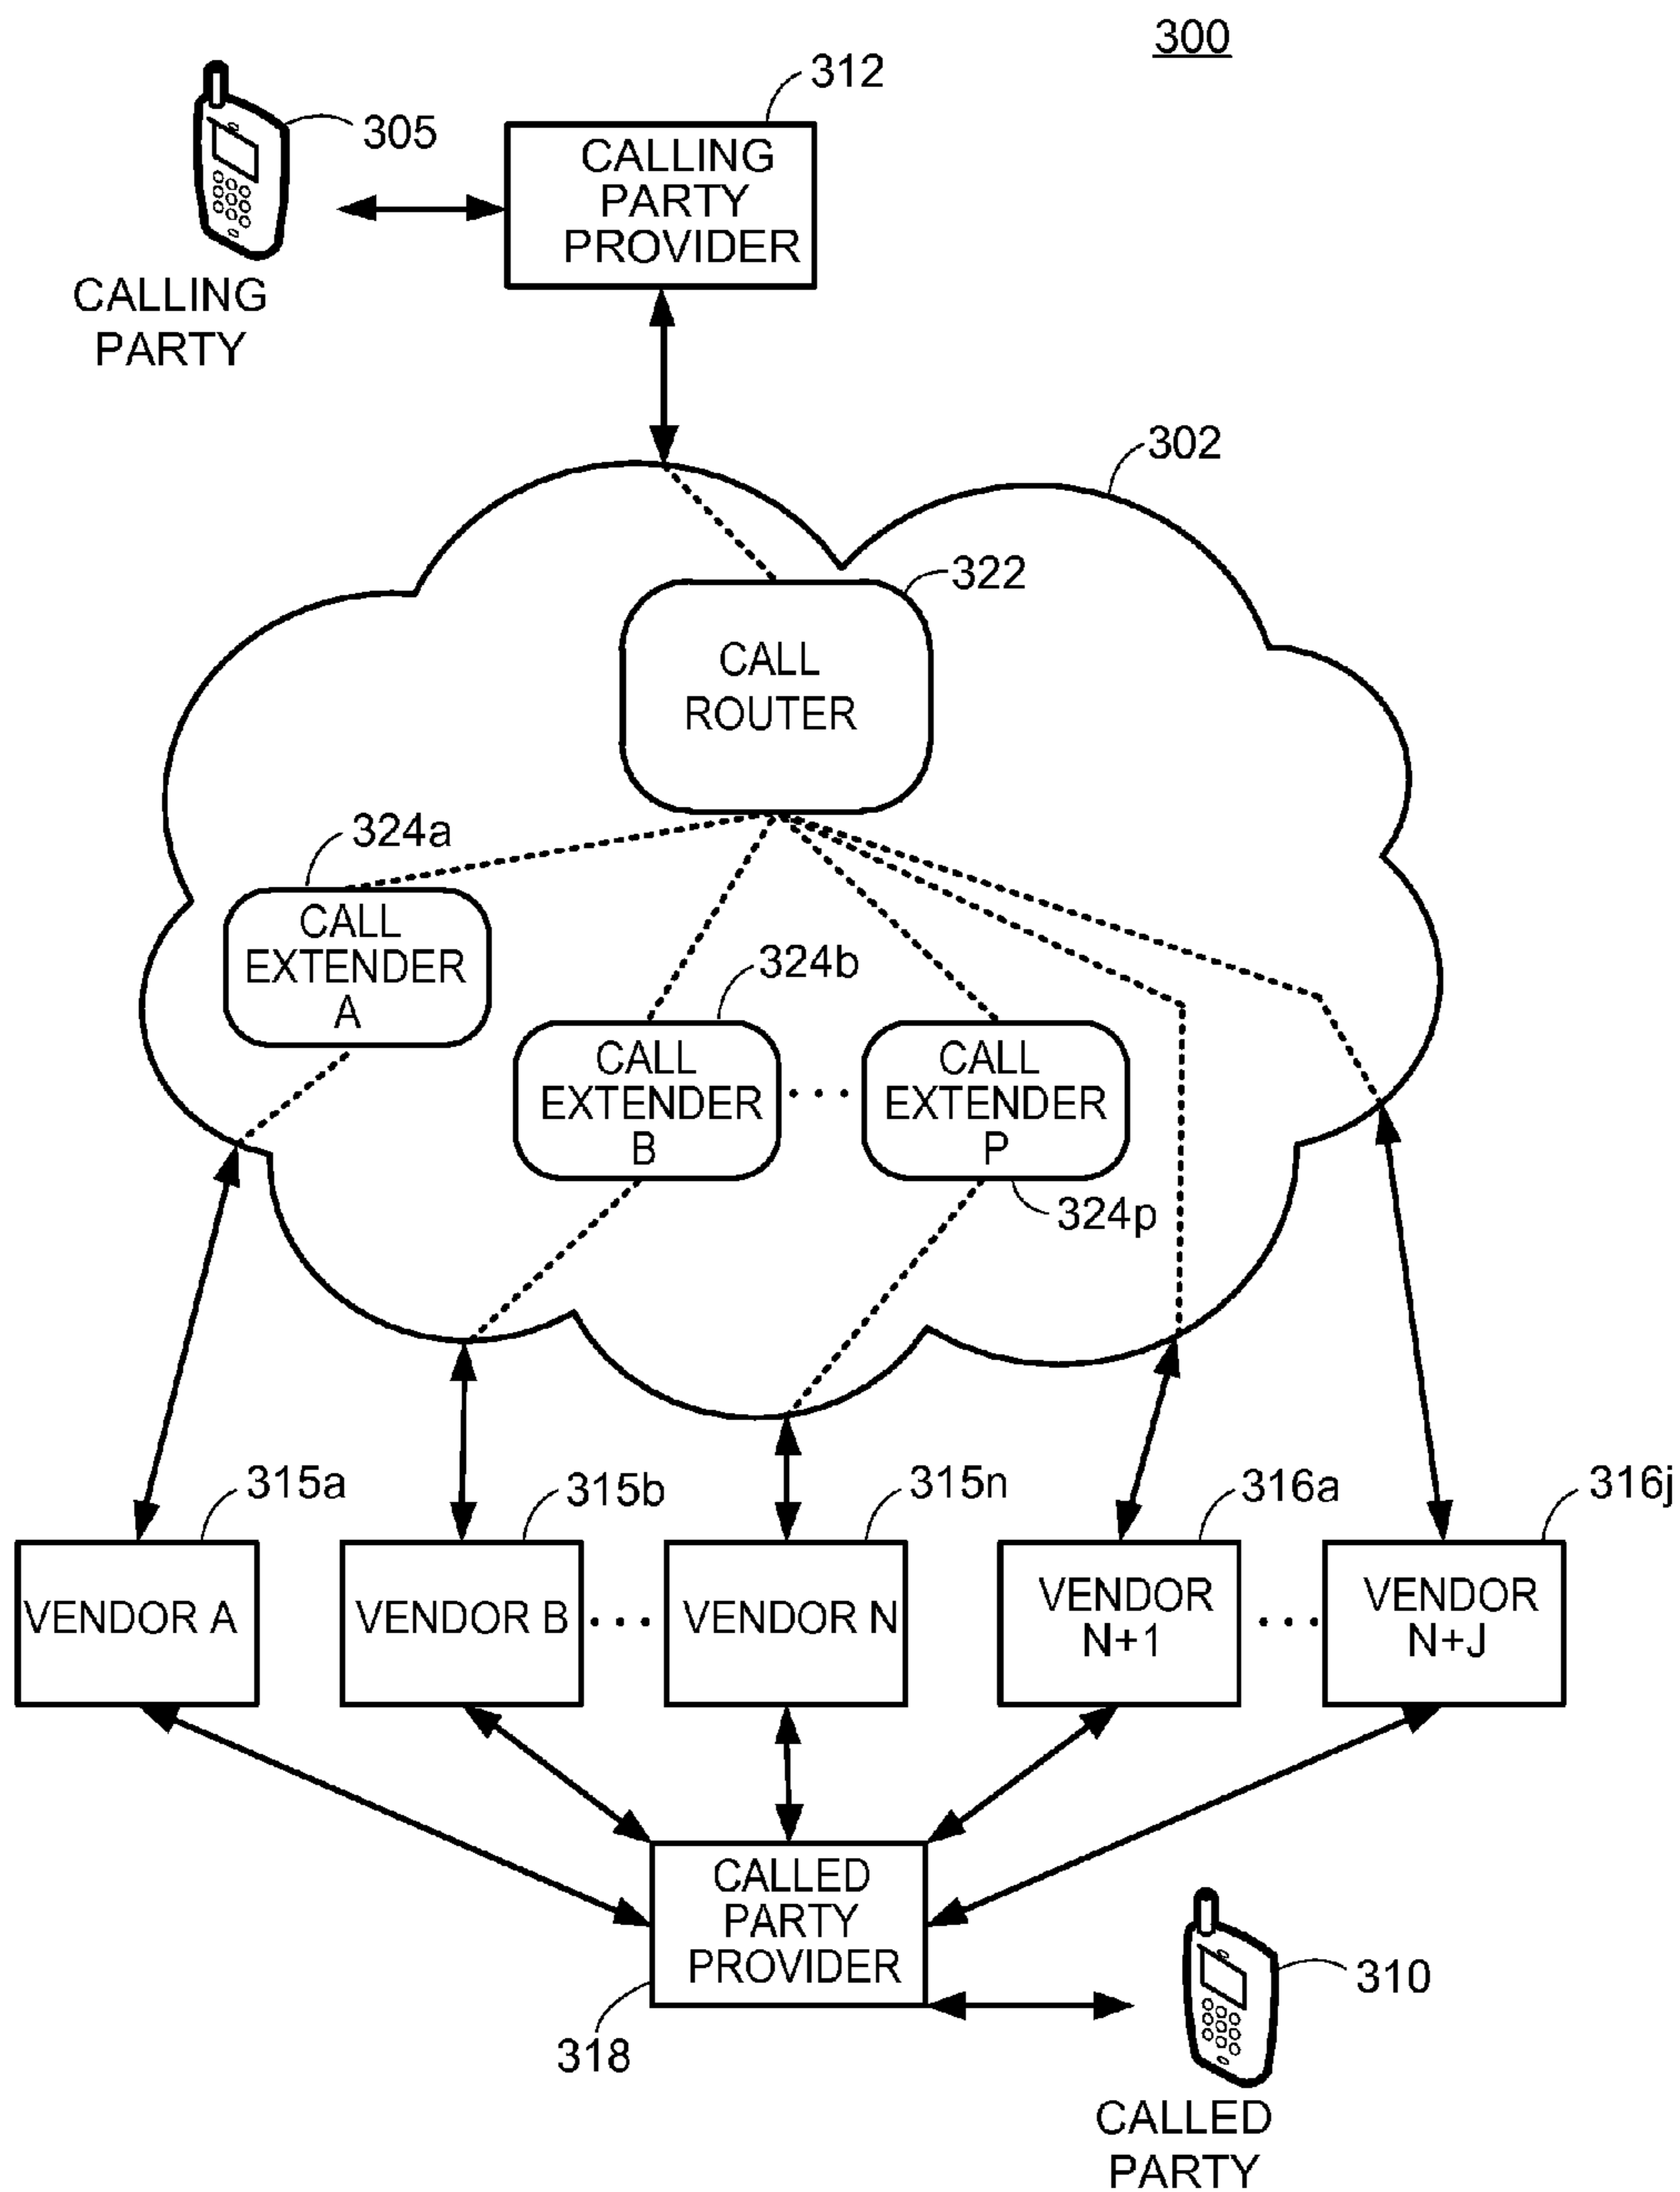 300
312
305
CALLING
PARTY
PROVIDER
CALLING
PARTY
302
322
CALL
ROUTER
324a
CALL
EXTENDER
A
324b
CALL
EXTENDER
B
. . .
CALL
EXTENDER
P
324p
315a
315b
315n
316a
316j
VENDOR A
VENDOR B
. . .
VENDOR N
VENDOR
N+1
. . .
VENDOR
N+J
CALLED
PARTY
PROVIDER
318
310
CALLED
PARTY